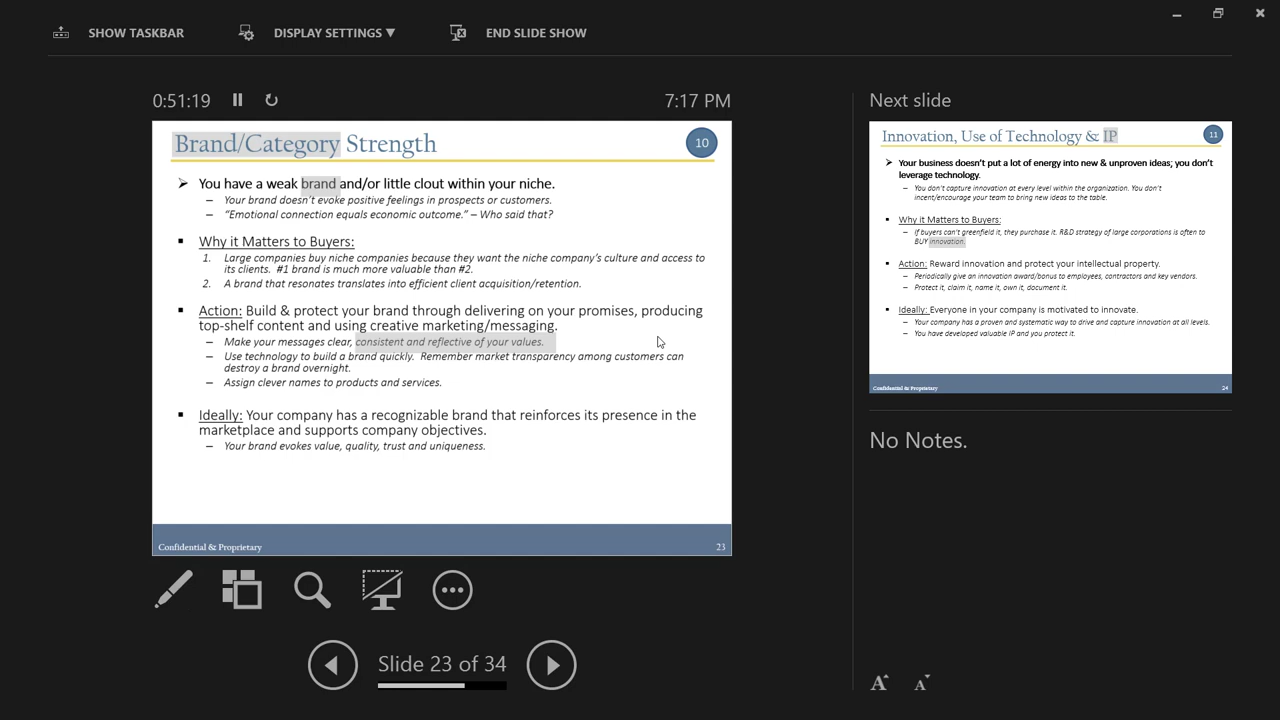 SHOW TASKBAR
DISPLAY SETTINGS ▼
END SLIDE SHOW
0:51:19
7:17 PM
Brand/Category Strength
10
➢ You have a weak brand and/or little clout within your niche.
– Your brand doesn't evoke positive feelings in prospects or customers.
– "Emotional connection equals economic outcome." – Who said that?
▪ Why it Matters to Buyers:
1. Large companies buy niche companies because they want the niche company's culture and access to
its clients. #1 brand is much more valuable than #2.
2. A brand that resonates translates into efficient client acquisition/retention.
▪ Action: Build & protect your brand through delivering on your promises, producing
top-shelf content and using creative marketing/messaging.
– Make your messages clear, consistent and reflective of your values.
– Use technology to build a brand quickly. Remember market transparency among customers can
destroy a brand overnight.
– Assign clever names to products and services.
▪ Ideally: Your company has a recognizable brand that reinforces its presence in the
marketplace and supports company objectives.
– Your brand evokes value, quality, trust and uniqueness.
Confidential & Proprietary
23
Slide 23 of 34
Next slide
Innovation, Use of Technology & IP
11
➢ Your business doesn't put a lot of energy into new & unproven ideas; you don't
leverage technology.
– You don't capture innovation at every level within the organization. You don't
incent/encourage your team to bring new ideas to the table.
▪ Why it Matters to Buyers:
– If buyers can't greenfield it, they purchase it. R&D strategy of large corporations is often to
BUY innovation.
▪ Action: Reward innovation and protect your intellectual property.
– Periodically give an innovation award/bonus to employees, contractors and key vendors.
– Protect it, claim it, name it, own it, document it.
▪ Ideally: Everyone in your company is motivated to innovate.
– Your company has a proven and systematic way to drive and capture innovation at all levels.
– You have developed valuable IP and you protect it.
Confidential & Proprietary
24
No Notes.
A A